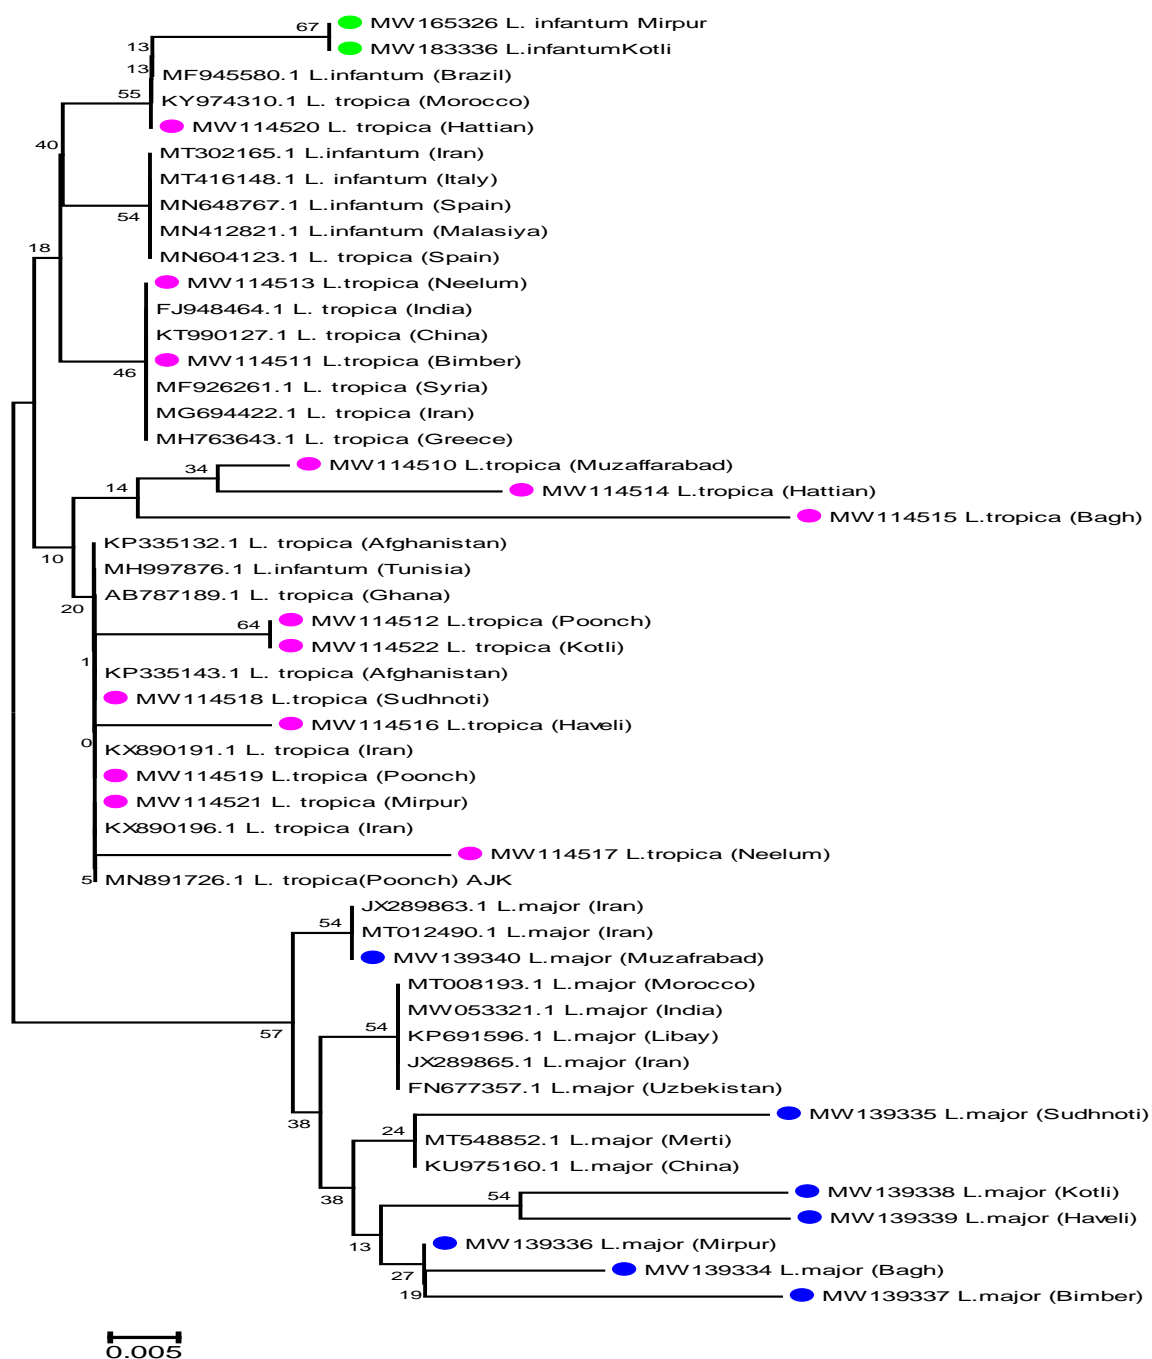 67
MW165326 L. infantum Mirpur
MW183336 L.infantumKotli
13
13
MF945580.1 L.infantum (Brazil)
55
KY974310.1 L. tropica (Morocco)
MW114520 L. tropica (Hattian)
40
MT302165.1 L.infantum (Iran)
MT416148.1 L. infantum (Italy)
MN648767.1 L.infantum (Spain)
54
MN412821.1 L.infantum (Malasiya)
18
MN604123.1 L. tropica (Spain)
MW114513 L.tropica (Neelum)
FJ948464.1 L. tropica (India)
KT990127.1 L. tropica (China)
MW114511 L.tropica (Bimber)
46
MF926261.1 L. tropica (Syria)
MG694422.1 L. tropica (Iran)
MH763643.1 L. tropica (Greece)
34
MW114510 L.tropica (Muzaffarabad)
14
MW114514 L.tropica (Hattian)
MW114515 L.tropica (Bagh)
KP335132.1 L. tropica (Afghanistan)
10
MH997876.1 L.infantum (Tunisia)
AB787189.1 L. tropica (Ghana)
20
64
MW114512 L.tropica (Poonch)
MW114522 L. tropica (Kotli)
1
KP335143.1 L. tropica (Afghanistan)
MW114518 L.tropica (Sudhnoti)
MW114516 L.tropica (Haveli)
0
KX890191.1 L. tropica (Iran)
MW114519 L.tropica (Poonch)
MW114521 L. tropica (Mirpur)
KX890196.1 L. tropica (Iran)
MW114517 L.tropica (Neelum)
5
MN891726.1 L. tropica(Poonch) AJK
JX289863.1 L.major (Iran)
54
MT012490.1 L.major (Iran)
MW139340 L.major (Muzafrabad)
MT008193.1 L.major (Morocco)
MW053321.1 L.major (India)
57
54
KP691596.1 L.major (Libay)
JX289865.1 L.major (Iran)
FN677357.1 L.major (Uzbekistan)
MW139335 L.major (Sudhnoti)
38
24
MT548852.1 L.major (Merti)
KU975160.1 L.major (China)
38
54
MW139338 L.major (Kotli)
MW139339 L.major (Haveli)
13
MW139336 L.major (Mirpur)
27
MW139334 L.major (Bagh)
19
MW139337 L.major (Bimber)
0.005